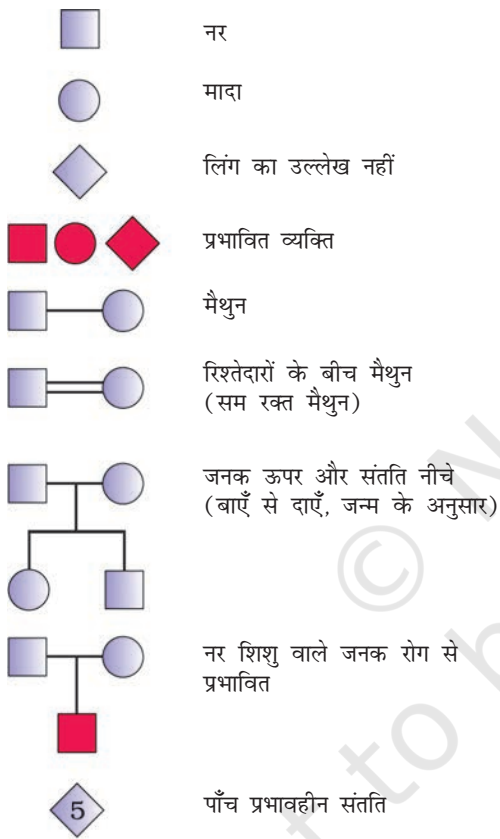 नर
मादा
लिंग का उल्लेख नहीं
प्रभावित व्यक्ति
मैथुन
रिश्तेदारों के बीच मैथुन
(सम रक्त मैथुन)
जनक ऊपर और संतति नीचे
(बाएँ से दाएँ, जन्म के अनुसार)
नर शिशु वाले जनक रोग से
प्रभावित
5 पाँच प्रभावहीन संतति